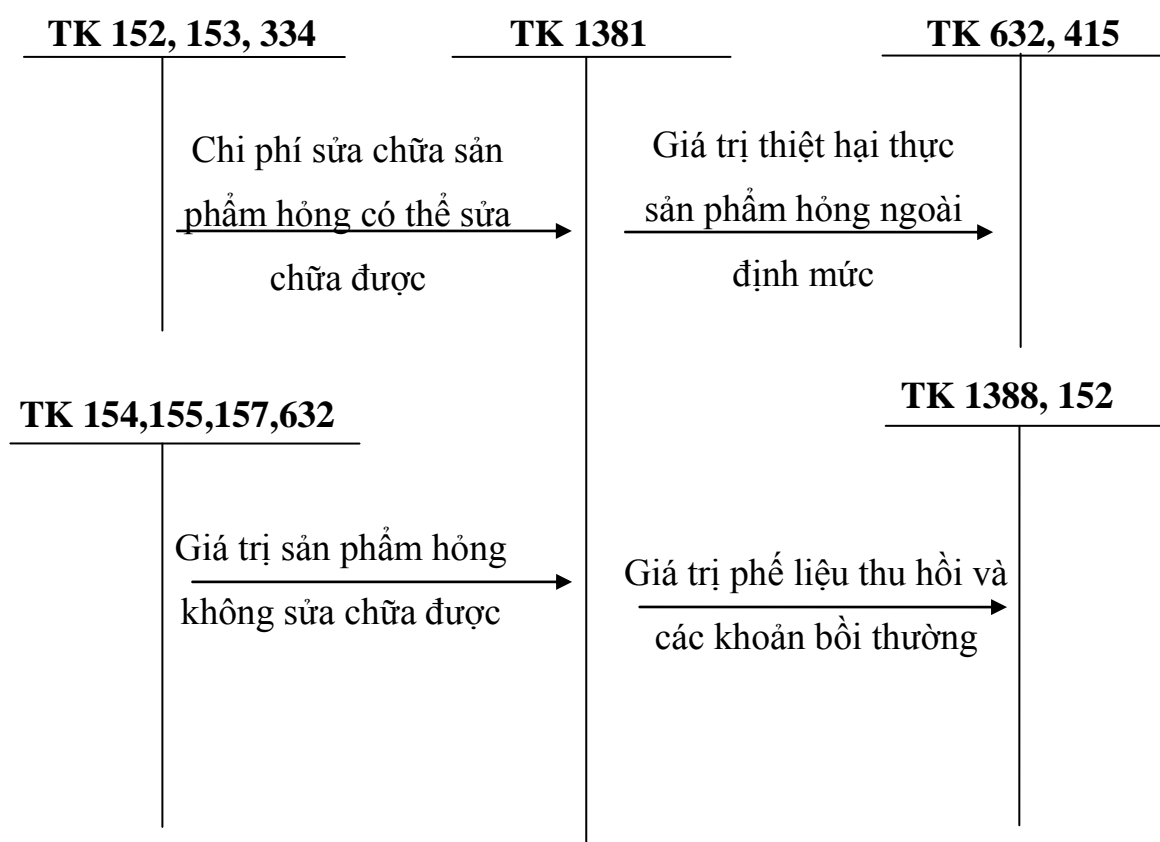 TK 152, 153, 334
TK 1381
TK 632, 415
Chi phí sửa chữa sản
phẩm hỏng có thể sửa
chữa được
Giá trị thiệt hại thực
sản phẩm hỏng ngoài
định mức
TK 154,155,157,632
TK 1388, 152
Giá trị sản phẩm hỏng
không sửa chữa được
Giá trị phế liệu thu hồi và
các khoản bồi thường